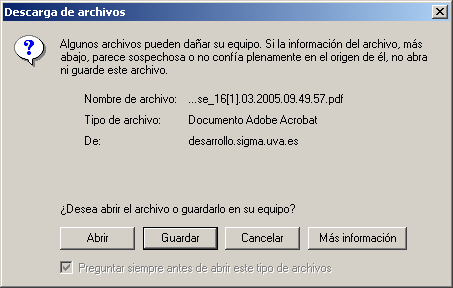 Descarga de archivos
Algunos archivos pueden dañar su equipo. Si la información del archivo, más
abajo, parece sospechosa o no confía plenamente en el origen de él, no abra
ni guarde este archivo.
Nombre de archivo: ...se_16[1].03.2005.09.49.57.pdf
Tipo de archivo: Documento Adobe Acrobat
De: desarrollo.sigma.uva.es
¿Desea abrir el archivo o guardarlo en su equipo?
Abrir Guardar Cancelar Más información
Preguntar siempre antes de abrir este tipo de archivos